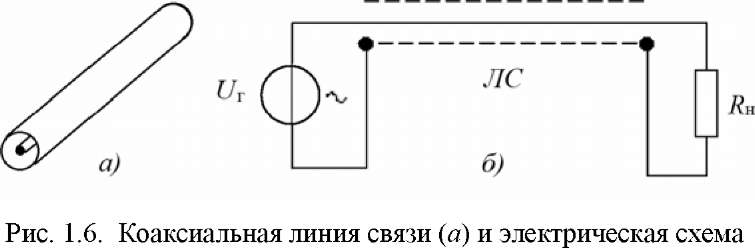 ЛС
Uг
Rн
а)
б)
Рис. 1.6. Коаксиальная линия связи (а) и электрическая схема